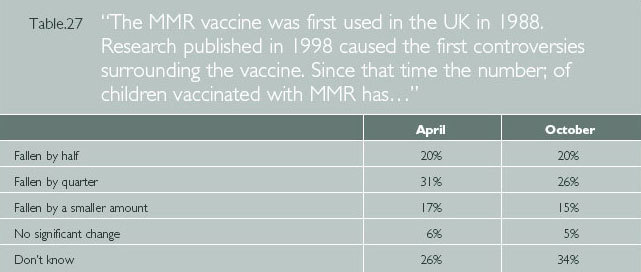 Table.27
“The MMR vaccine was first used in the UK in 1988.
Research published in 1998 caused the first controversies
surrounding the vaccine. Since that time the number; of
children vaccinated with MMR has…”
April October
Fallen by half 20% 20%
Fallen by quarter 31% 26%
Fallen by a smaller amount 17% 15%
No significant change 6% 5%
Don't know 26% 34%